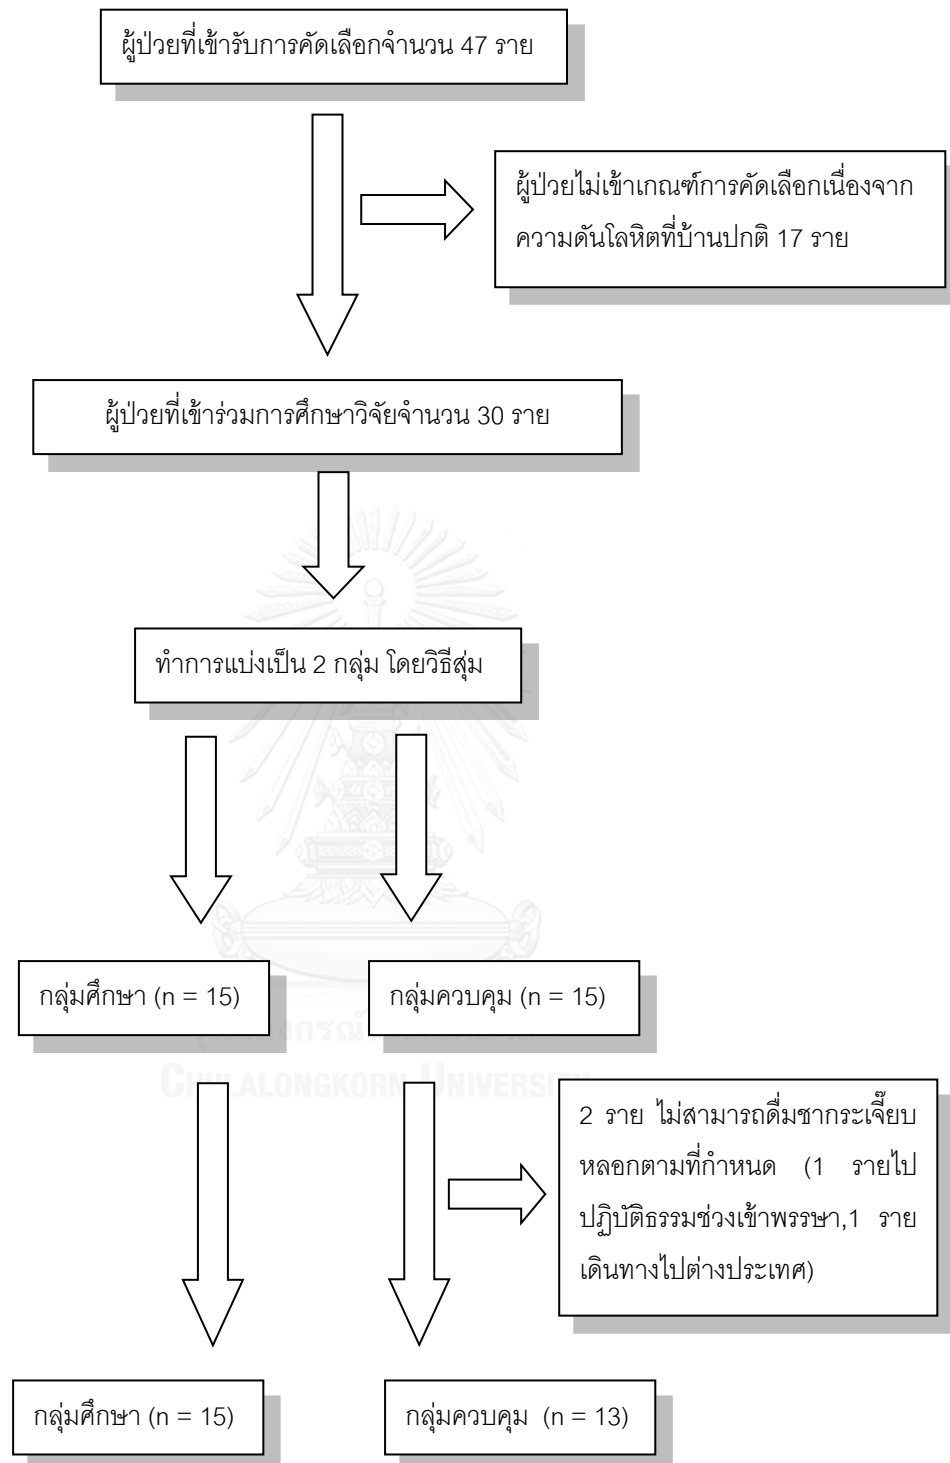 ผู้ป่วยที่เข้ารับการคัดเลือกจำนวน 47 ราย
ผู้ป่วยไม่เข้าเกณฑ์การคัดเลือกเนื่องจาก
ความดันโลหิตที่บ้านปกติ 17 ราย
ผู้ป่วยที่เข้าร่วมการศึกษาวิจัยจำนวน 30 ราย
ทำการแบ่งเป็น 2 กลุ่ม โดยวิธีสุ่ม
กลุ่มศึกษา (n = 15)
กลุ่มควบคุม (n = 15)
CHULALONGKORN UNIVERSITY
2 ราย ไม่สามารถดื่มชากระเจี๊ยบ
หลอกตามที่กำหนด (1 รายไป
ปฏิบัติธรรมช่วงเข้าพรรษา,1 ราย
เดินทางไปต่างประเทศ)
กลุ่มศึกษา (n = 15)
กลุ่มควบคุม (n = 13)